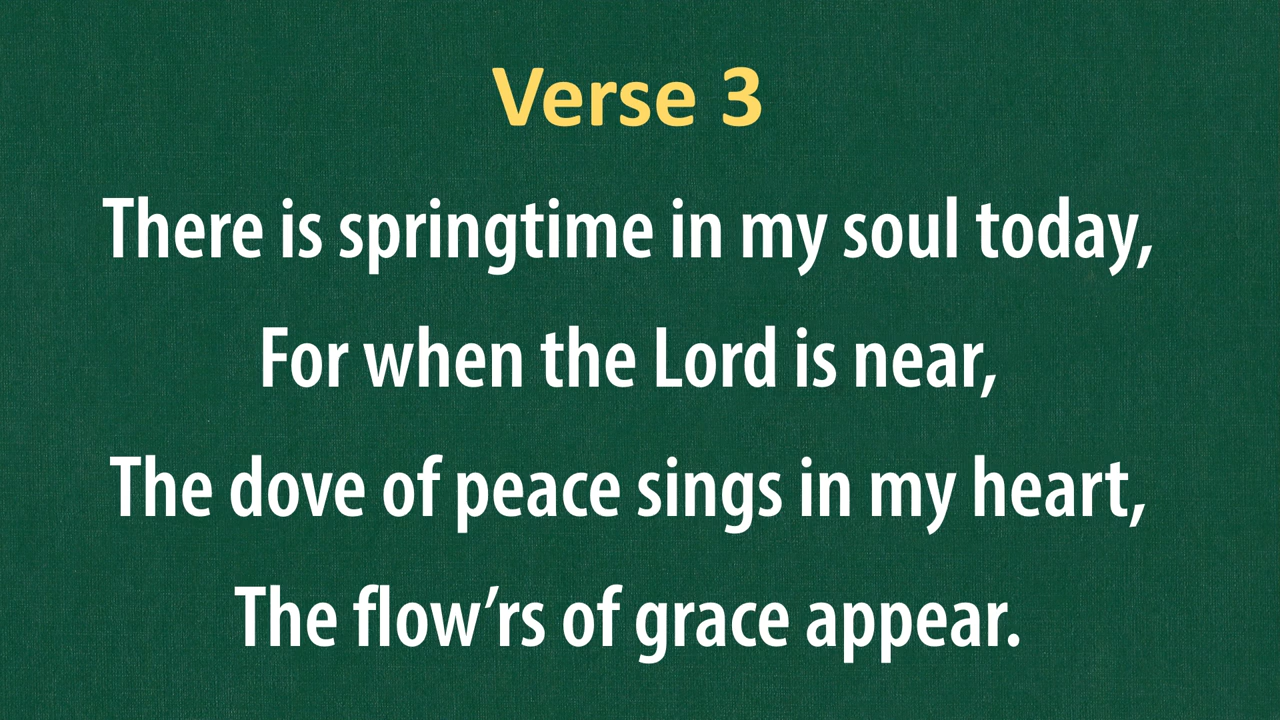 Verse 3
There is springtime in my soul today,
For when the Lord is near,
The dove of peace sings in my heart,
The flow’rs of grace appear.